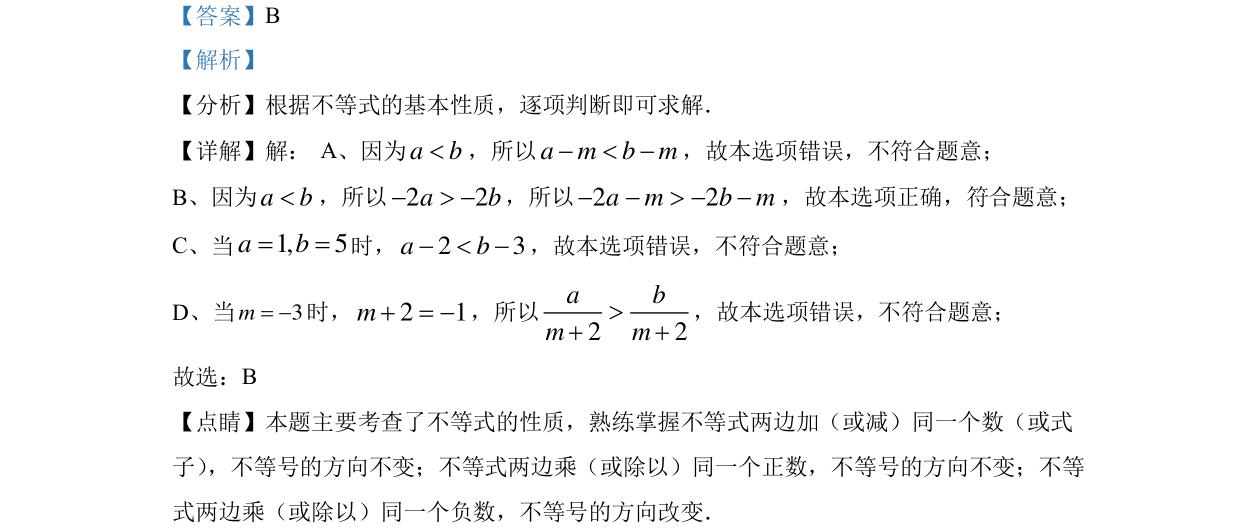 【答案】B
【解析】
【分析】根据不等式的基本性质，逐项判断即可求解．
【详解】解： A、因为 a < b ，所以 a − m < b − m ，故本选项错误，不符合题意；
B、因为 a < b ，所以 −2a > −2b ，所以 −2a − m > −2b − m ，故本选项正确，符合题意；
C、当 a = 1, b = 5 时， a − 2 < b − 3 ，故本选项错误，不符合题意；
D、当 m = −3 时， m + 2 = −1 ，所以 a/(m + 2) > b/(m + 2) ，故本选项错误，不符合题意；
故选：B
【点睛】本题主要考查了不等式的性质，熟练掌握不等式两边加（或减）同一个数（或式
子），不等号的方向不变；不等式两边乘（或除以）同一个正数，不等号的方向不变；不等
式两边乘（或除以）同一个负数，不等号的方向改变．